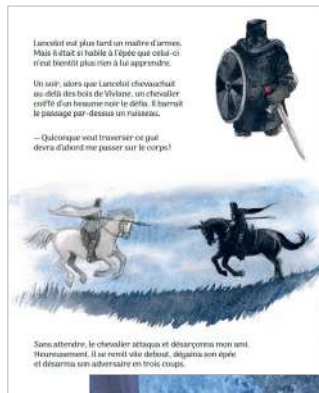 Lancelot eut plus tard un maître d'armes.
Mais il était si habile à l'épée que celui-ci
n'eut bientôt plus rien à lui apprendre.
Un soir, alors que Lancelot chevauchait
au-delà des bois de Viviane, un chevalier
coiffé d'un heaume noir le défia. Il barrait
le passage par-dessus un ruisseau.
— Quiconque veut traverser ce gué
devra d'abord me passer sur le corps !
Sans attendre, le chevalier attaqua et désarçonna mon ami.
Heureusement, il se remit vite debout, dégaina son épée
et désarma son adversaire en trois coups.